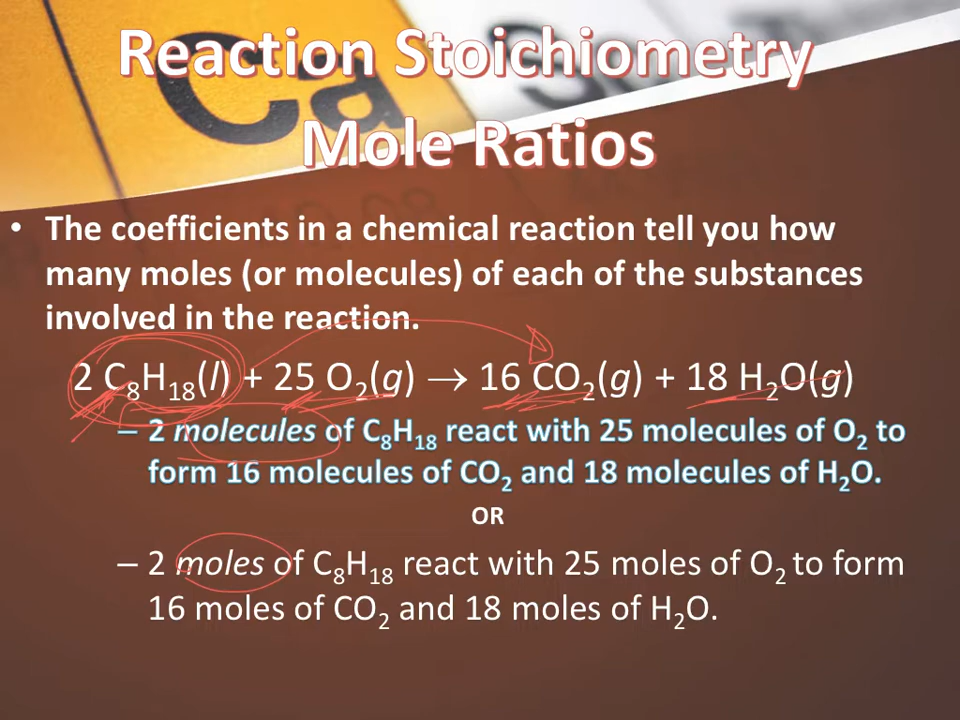 Reaction Stoichiometry
Mole Ratios
• The coefficients in a chemical reaction tell you how
many moles (or molecules) of each of the substances
involved in the reaction.
2 C₈H₁₈(l) + 25 O₂(g) → 16 CO₂(g) + 18 H₂O(g)
– 2 molecules of C₈H₁₈ react with 25 molecules of O₂ to
form 16 molecules of CO₂ and 18 molecules of H₂O.
OR
– 2 moles of C₈H₁₈ react with 25 moles of O₂ to form
16 moles of CO₂ and 18 moles of H₂O.
Ca